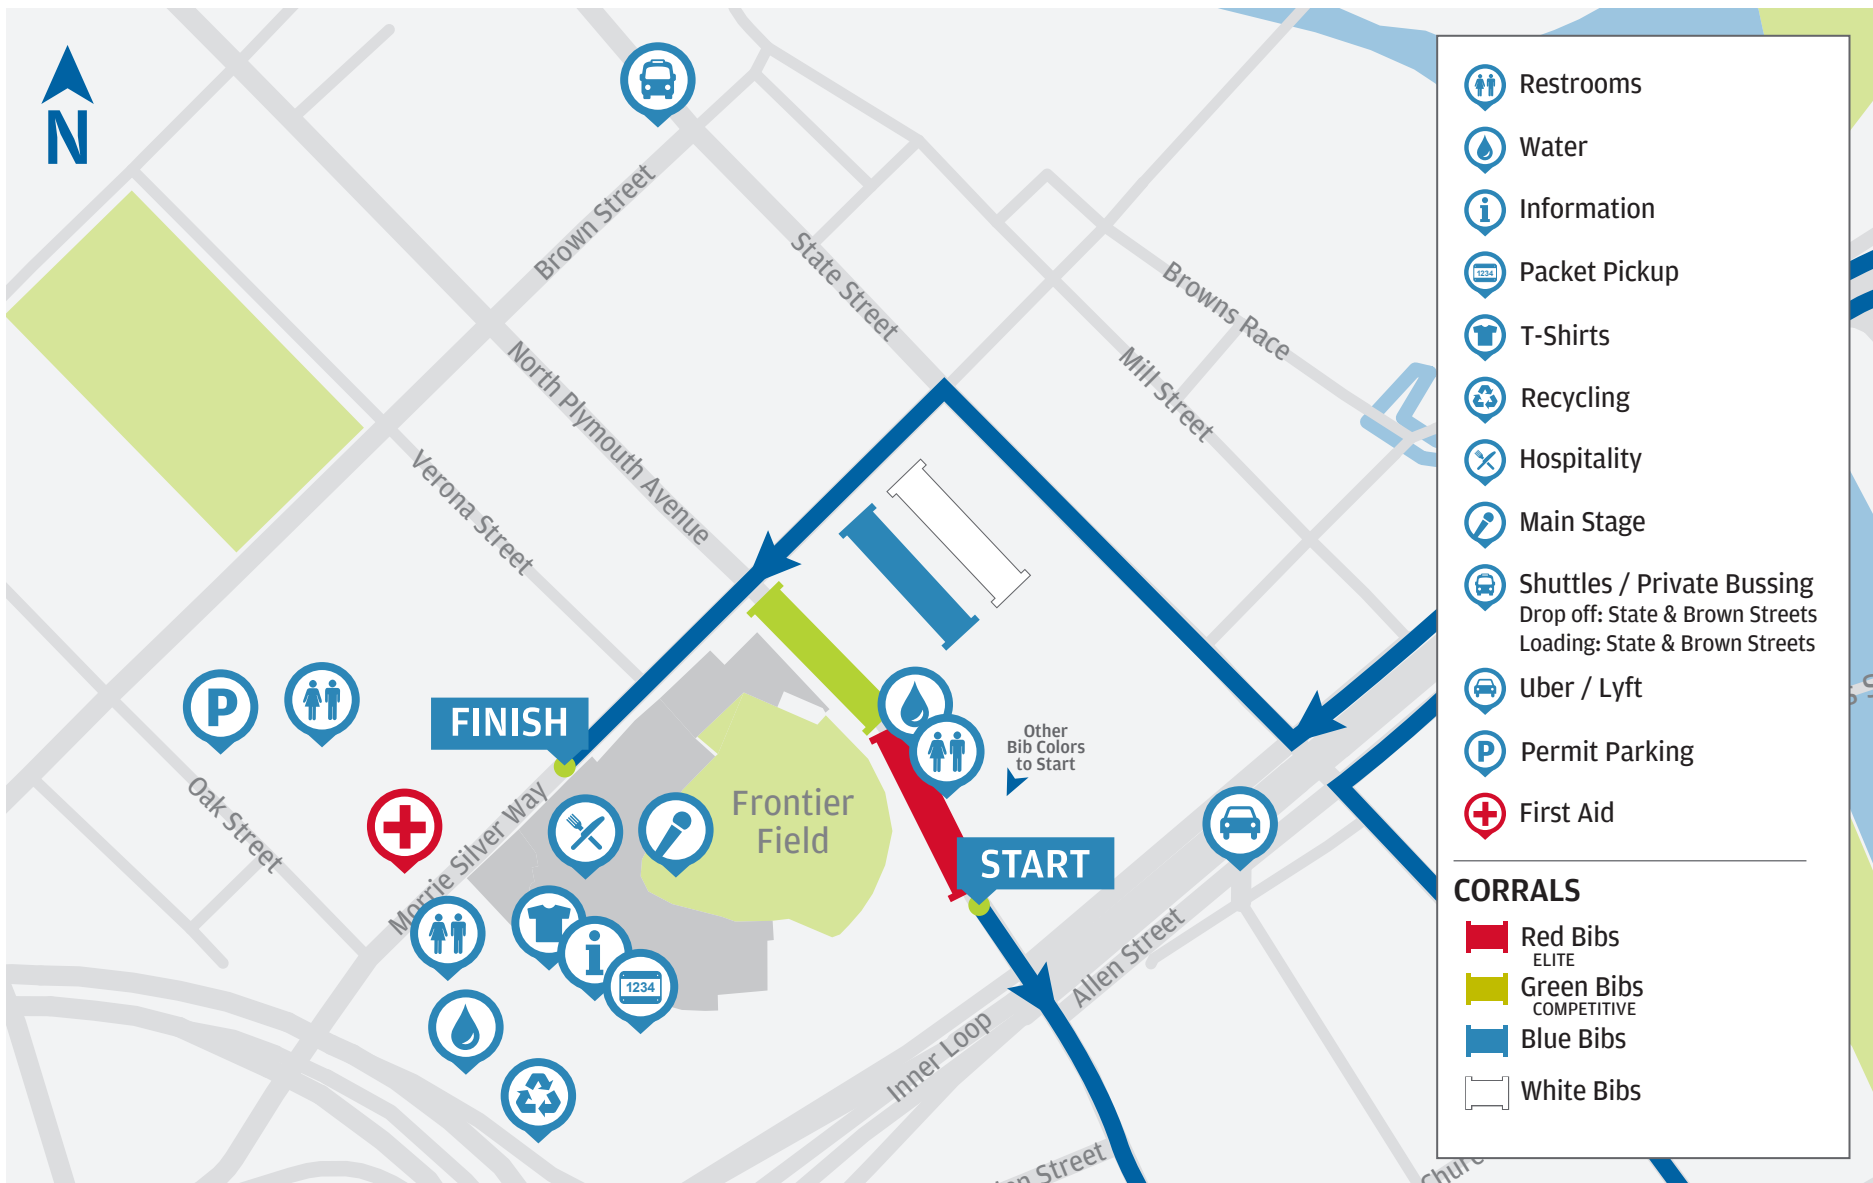 N
Brown Street
State Street
Browns Race
Mill Street
North Plymouth Avenue
Verona Street
Oak Street
Morrie Silver Way
P
FINISH
Frontier
Field
Other
Bib Colors
to Start
START
i
1234
Allen Street
Inner Loop
Street
Restrooms
Water
i Information
1234 Packet Pickup
T-Shirts
Recycling
Hospitality
Main Stage
Shuttles / Private Bussing
Drop off: State & Brown Streets
Loading: State & Brown Streets
Uber / Lyft
P Permit Parking
First Aid
CORRALS
Red Bibs
ELITE
Green Bibs
COMPETITIVE
Blue Bibs
White Bibs